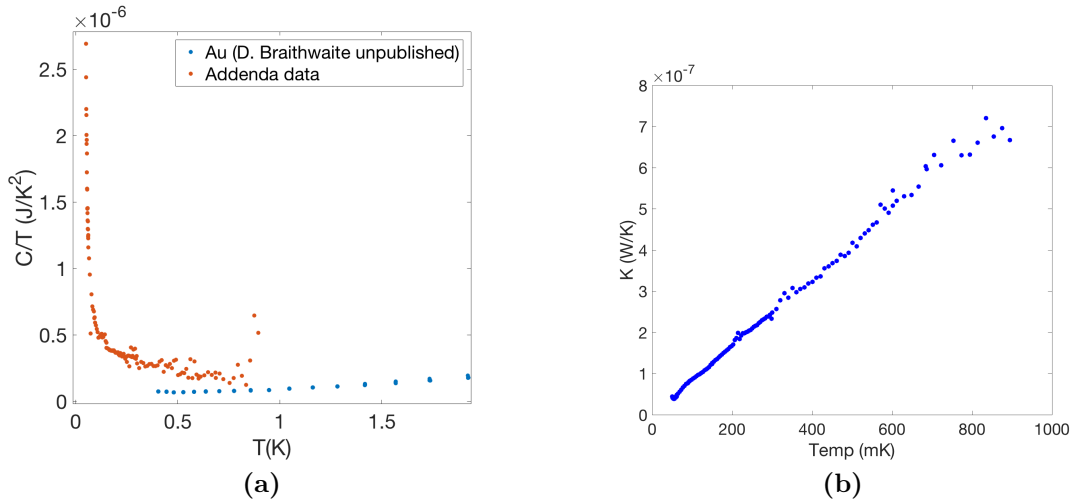 ×10⁻⁶
2.5
2
1.5
1
0.5
0
C/T (J/K²)
Au (D. Braithwaite unpublished)
Addenda data
0 0.5 1 1.5
T(K)
(a)
×10⁻⁷
8
7
6
5
4
3
2
1
0
K (W/K)
0 200 400 600 800 1000
Temp (mK)
(b)